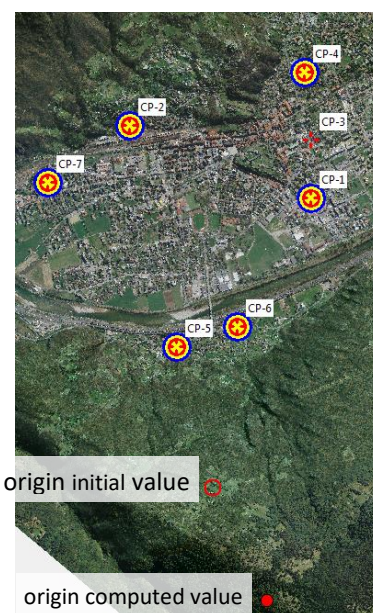 CP-4
CP-2
CP-3
CP-7
CP-1
CP-6
CP-5
origin initial value
origin computed value